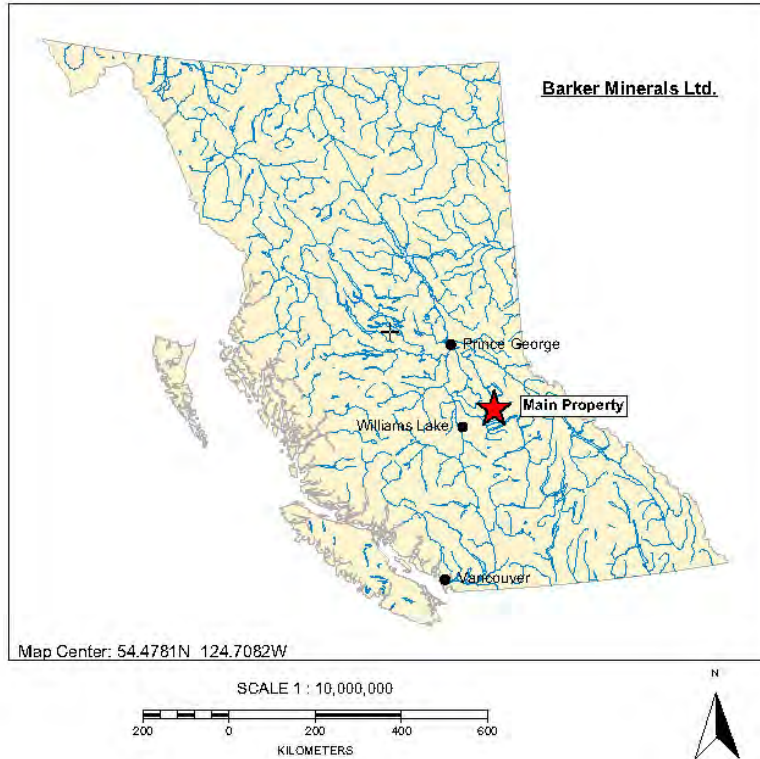 Barker Minerals Ltd.
Prince George
Main Property
Williams Lake
Vancouver
Map Center: 54.4781N 124.7082W
N
SCALE 1 : 10,000,000
200 0 200 400 600
KILOMETERS